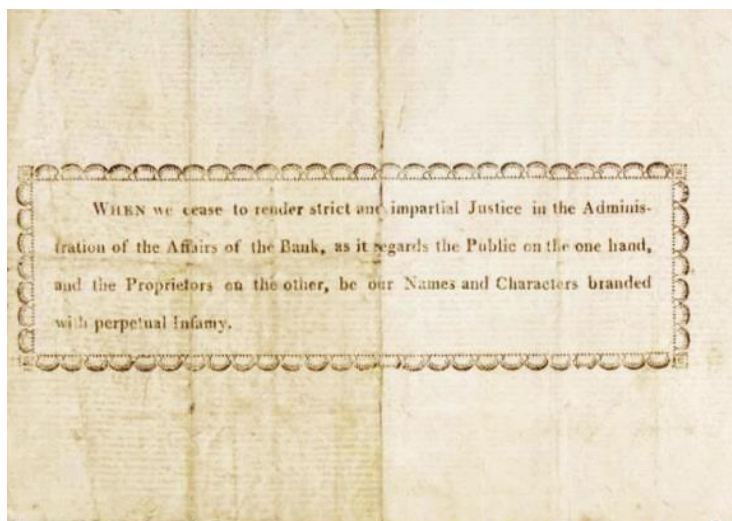 WHEN we cease to render strict and impartial Justice in the Adminis-
tration of the Affairs of the Bank, as it regards the Public on the one hand,
and the Proprietors on the other, be our Names and Characters branded
with perpetual Infamy.